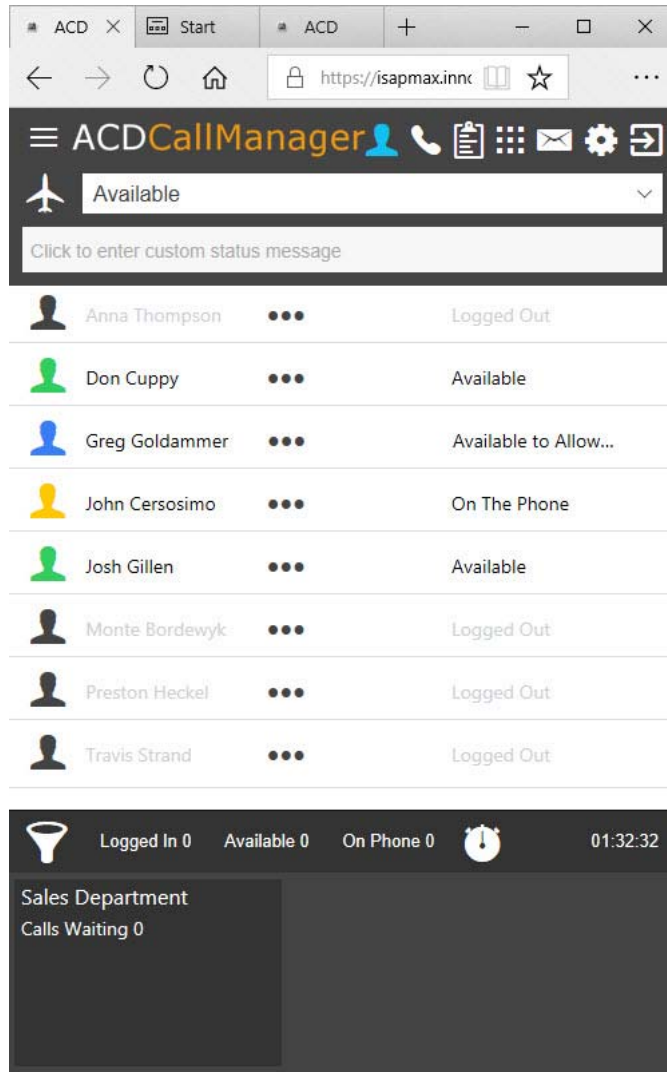 ACD Start ACD
https://isapmax.inno
ACDCallManager
Available
Click to enter custom status message
Anna Thompson Logged Out
Don Cuppy Available
Greg Goldammer Available to Allow...
John Cersosimo On The Phone
Josh Gillen Available
Monte Bordewyk Logged Out
Preston Heckel Logged Out
Travis Strand Logged Out
Logged In 0 Available 0 On Phone 0 01:32:32
Sales Department
Calls Waiting 0